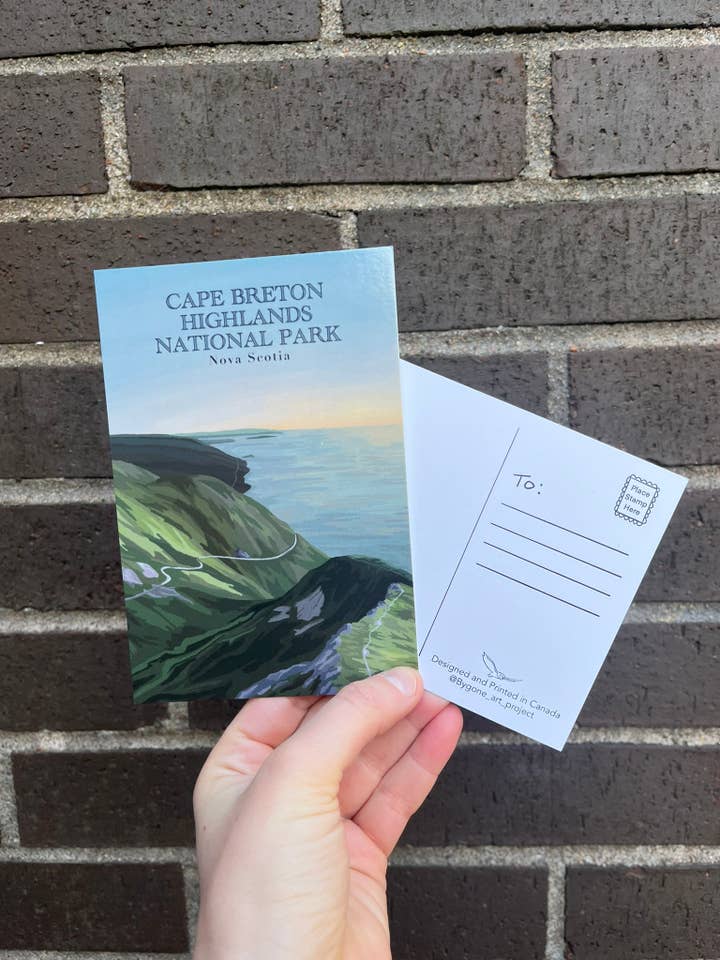 CAPE BRETON
HIGHLANDS
NATIONAL PARK
Nova Scotia
To:
Place
Stamp
Here
Designed and Printed in Canada
@Bygone_art_project